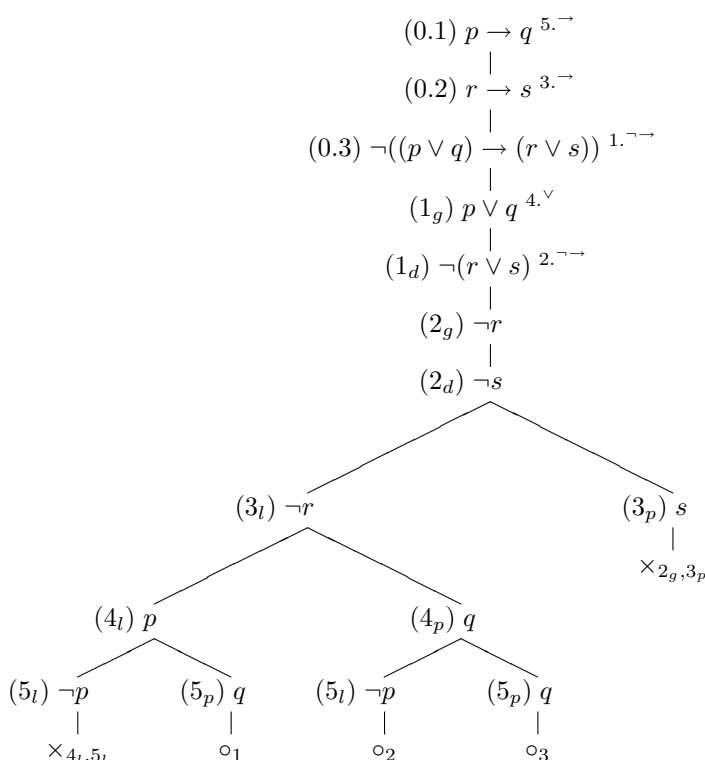 (0.1) p → q 5.→
(0.2) r → s 3.→
(0.3) ¬((p ∨ q) → (r ∨ s)) 1.¬→
(1g) p ∨ q 4.∨
(1d) ¬(r ∨ s) 2.¬→
(2g) ¬r
(2d) ¬s
(3l) ¬r (3p) s
×2g,3p
(4l) p (4p) q
(5l) ¬p (5p) q (5l) ¬p (5p) q
×4l,5l ∘1 ∘2 ∘3